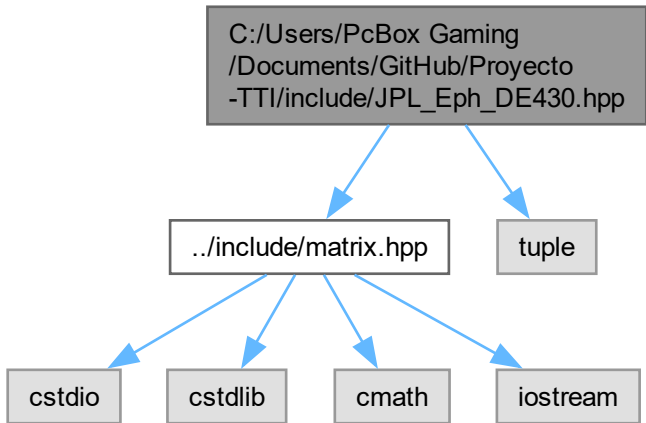 C:/Users/PcBox Gaming
/Documents/GitHub/Proyecto
-TTI/include/JPL_Eph_DE430.hpp
../include/matrix.hpp
tuple
cstdio
cstdlib
cmath
iostream